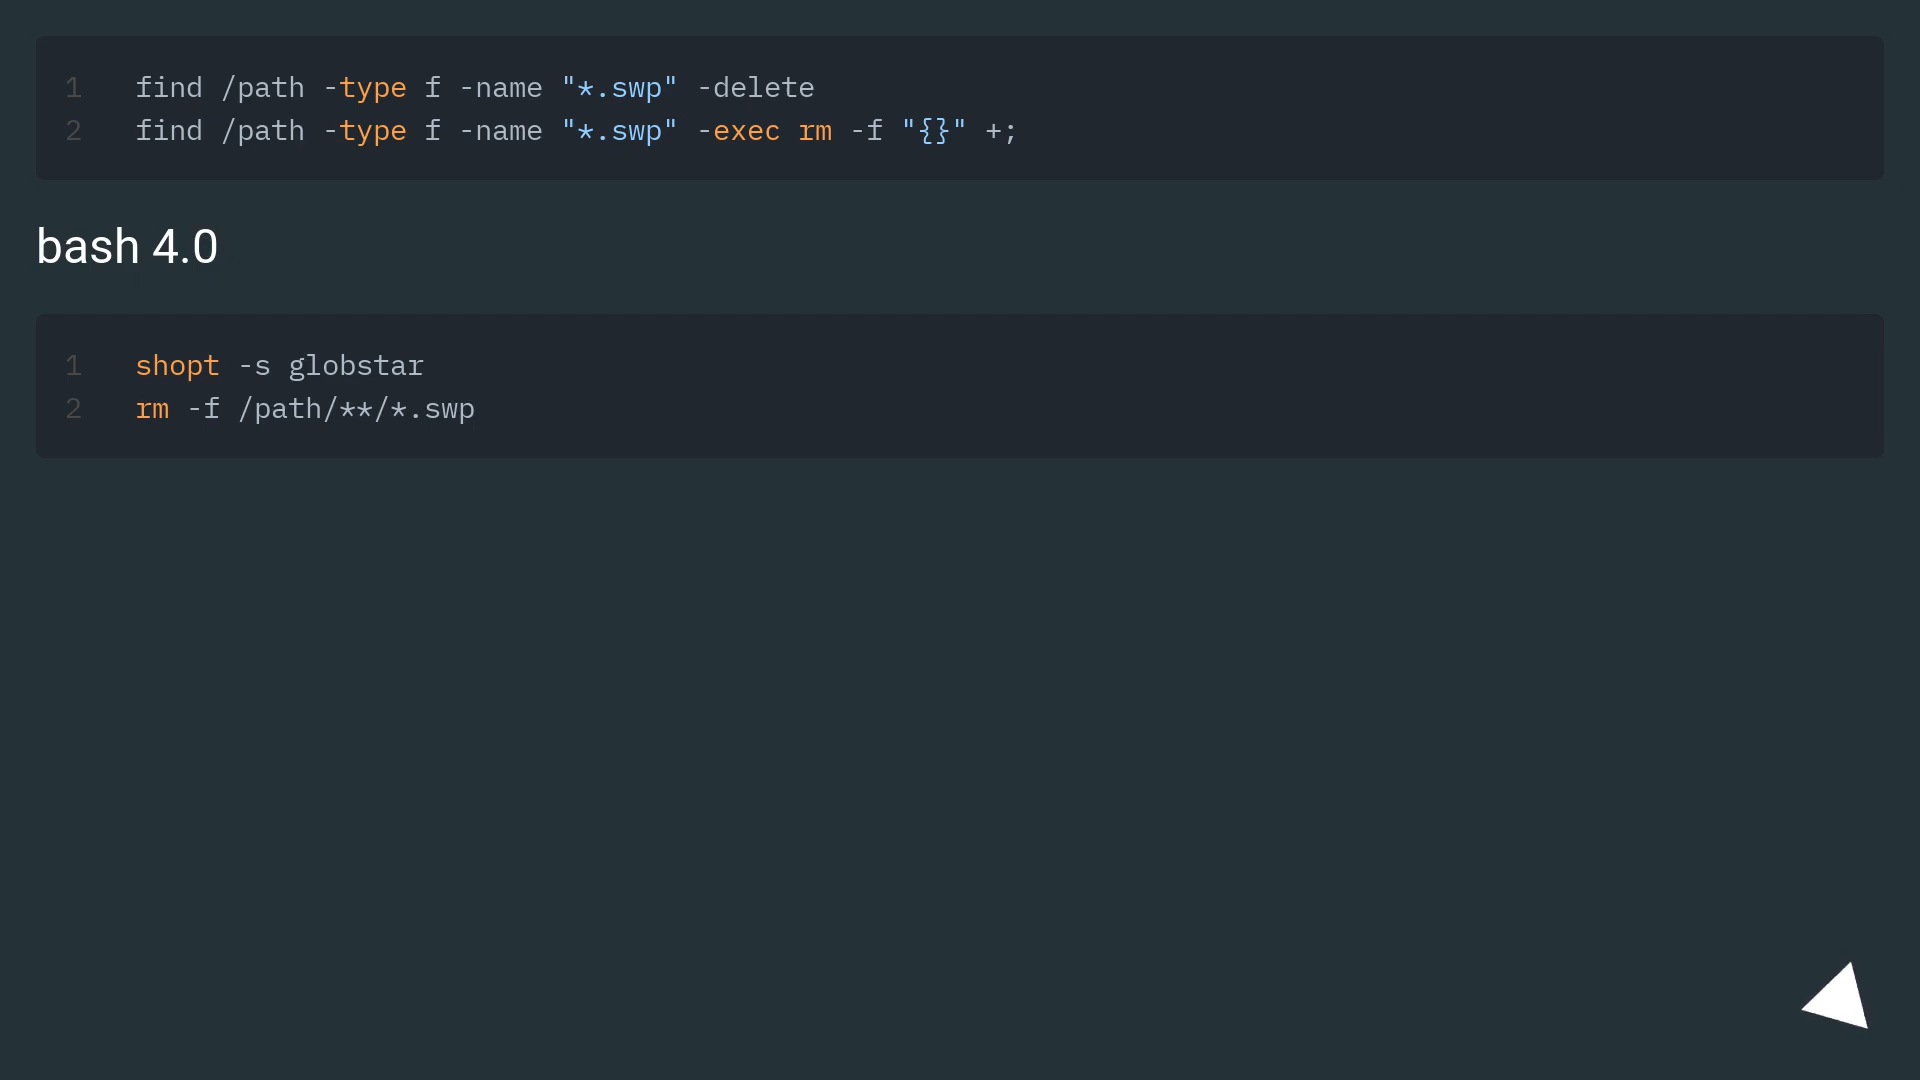 1 find /path -type f -name "*.swp" -delete
2 find /path -type f -name "*.swp" -exec rm -f "{}" +;
bash 4.0
1 shopt -s globstar
2 rm -f /path/**/*.swp